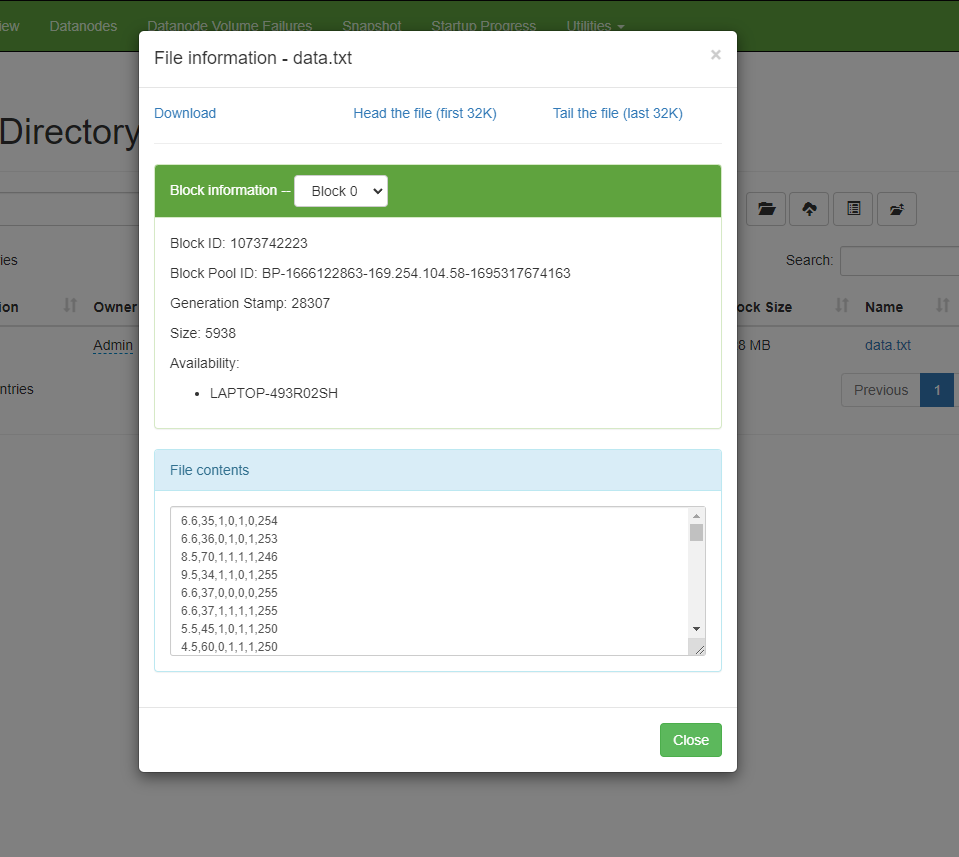 iew Datanodes Datanode Volume Failures Snapshot Startup Progress Utilities
File information - data.txt ×
Download Head the file (first 32K) Tail the file (last 32K)
Directory
Block information -- Block 0
Block ID: 1073742223
ies Search:
Block Pool ID: BP-1666122863-169.254.104.58-1695317674163
ion Owner Generation Stamp: 28307 ock Size Name
Size: 5938
Admin 8 MB data.txt
Availability:
ntries Previous 1
• LAPTOP-493R02SH
File contents
6.6,35,1,0,1,0,254
6.6,36,0,1,0,1,253
8.5,70,1,1,1,1,246
9.5,34,1,1,0,1,255
6.6,37,0,0,0,0,255
6.6,37,1,1,1,1,255
5.5,45,1,0,1,1,250
4.5,60,0,1,1,1,250
Close